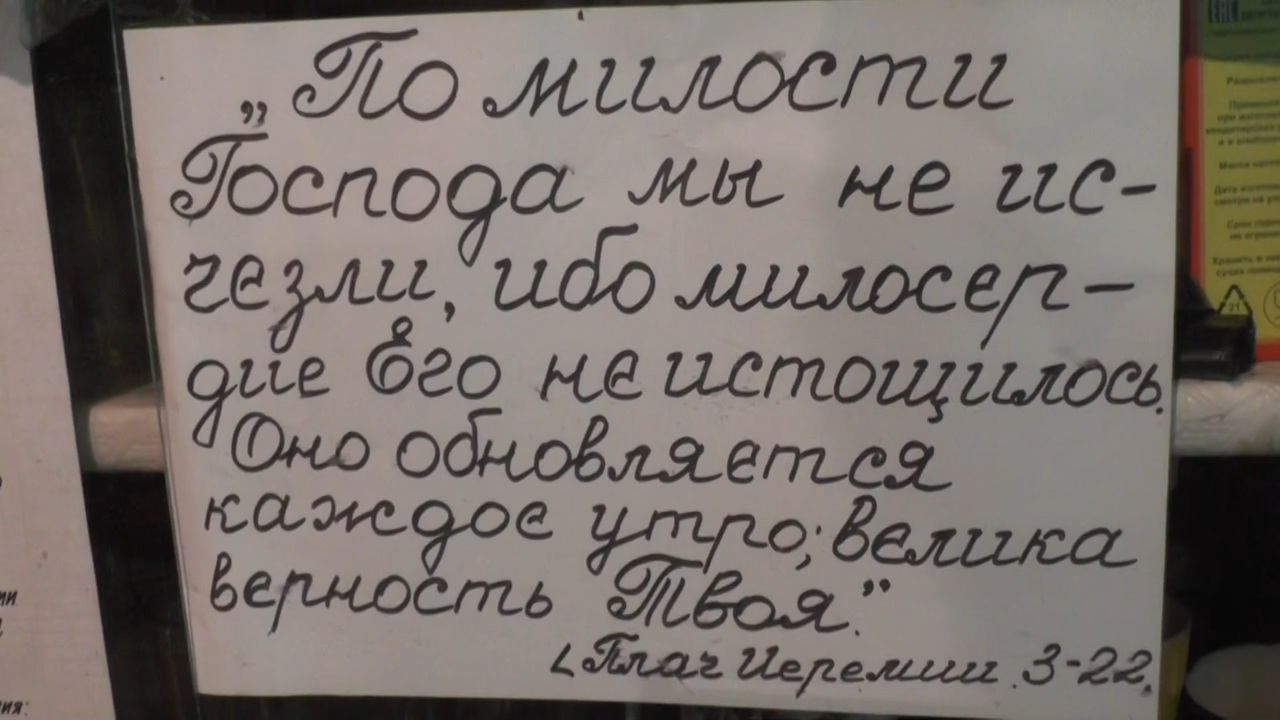 „По милости
Господа мы не ис-
чезли, ибо милосер-
дие Его не истощилось.
Оно обновляется
каждое утро; велика
верность Твоя.”
<Плач Иеремии 3-22.